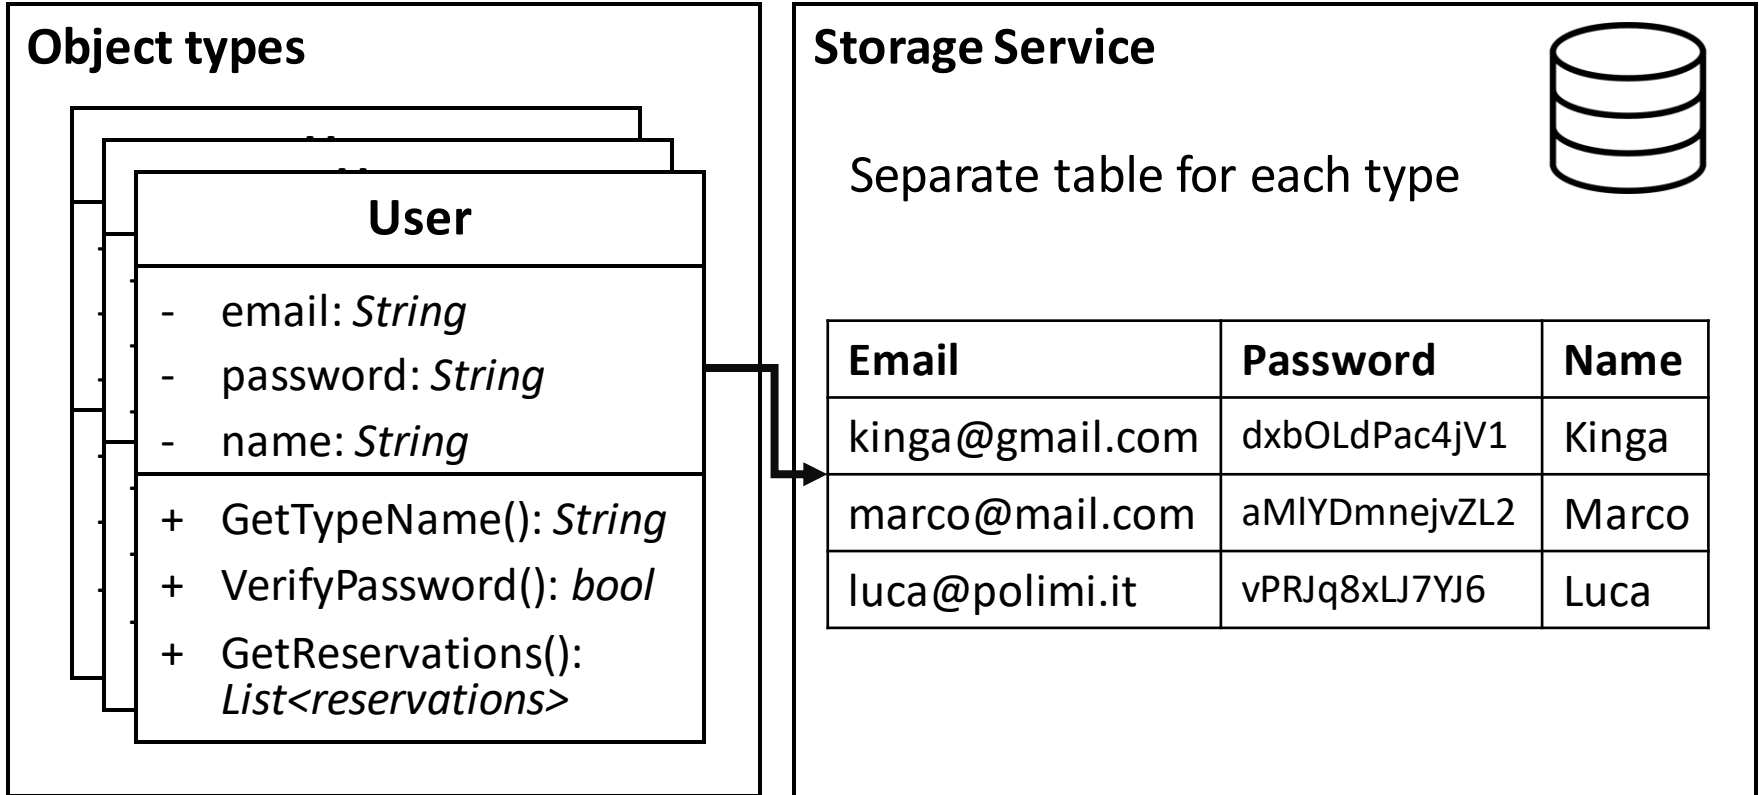 Object types
User
- email: String
- password: String
- name: String
+ GetTypeName(): String
+ VerifyPassword(): bool
+ GetReservations():
List<reservations>
Storage Service
Separate table for each type
Email Password Name
kinga@gmail.com dxbOLdPac4jV1 Kinga
marco@mail.com aMlYDmnejvZL2 Marco
luca@polimi.it vPRJq8xLJ7YJ6 Luca